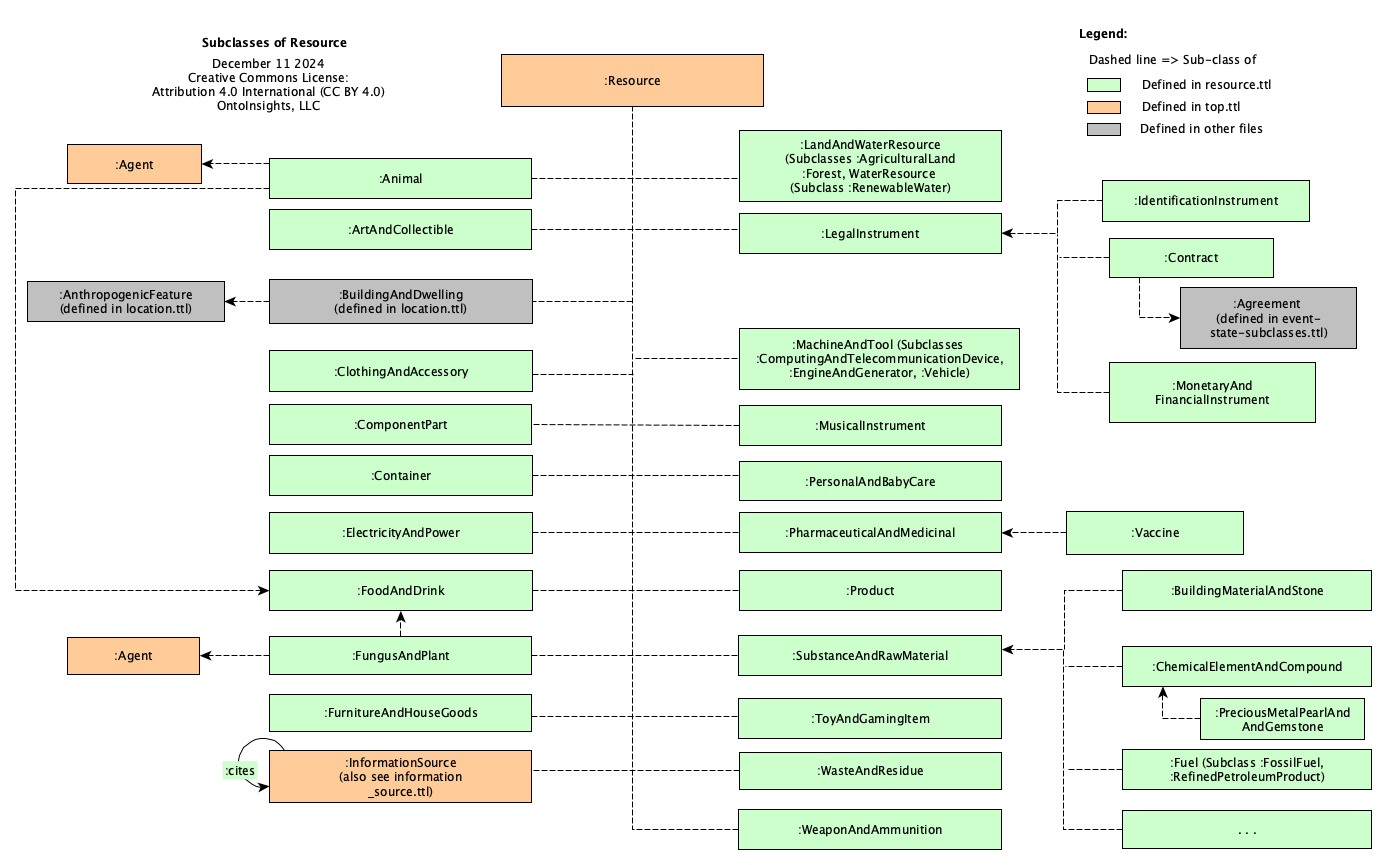 Subclasses of Resource
December 11 2024
Creative Commons License:
Attribution 4.0 International (CC BY 4.0)
OntoInsights, LLC
:Resource
Legend:
Dashed line => Sub-class of
Defined in resource.ttl
Defined in top.ttl
Defined in other files
:Agent
:Animal
:ArtAndCollectible
:AnthropogenicFeature
(defined in location.ttl)
:BuildingAndDwelling
(defined in location.ttl)
:ClothingAndAccessory
:ComponentPart
:Container
:ElectricityAndPower
:FoodAndDrink
:Agent
:FungusAndPlant
:FurnitureAndHouseGoods
:cites
:InformationSource
(also see information
_source.ttl)
:LandAndWaterResource
(Subclasses :AgriculturalLand
:Forest, WaterResource
(Subclass :RenewableWater)
:LegalInstrument
:MachineAndTool (Subclasses
:ComputingAndTelecommunicationDevice,
:EngineAndGenerator, :Vehicle)
:MusicalInstrument
:PersonalAndBabyCare
:PharmaceuticalAndMedicinal
:Product
:SubstanceAndRawMaterial
:ToyAndGamingItem
:WasteAndResidue
:WeaponAndAmmunition
:IdentificationInstrument
:Contract
:Agreement
(defined in event-
state-subclasses.ttl)
:MonetaryAnd
FinancialInstrument
:Vaccine
:BuildingMaterialAndStone
:ChemicalElementAndCompound
:PreciousMetalPearlAnd
AndGemstone
:Fuel (Subclass :FossilFuel,
:RefinedPetroleumProduct)
. . .